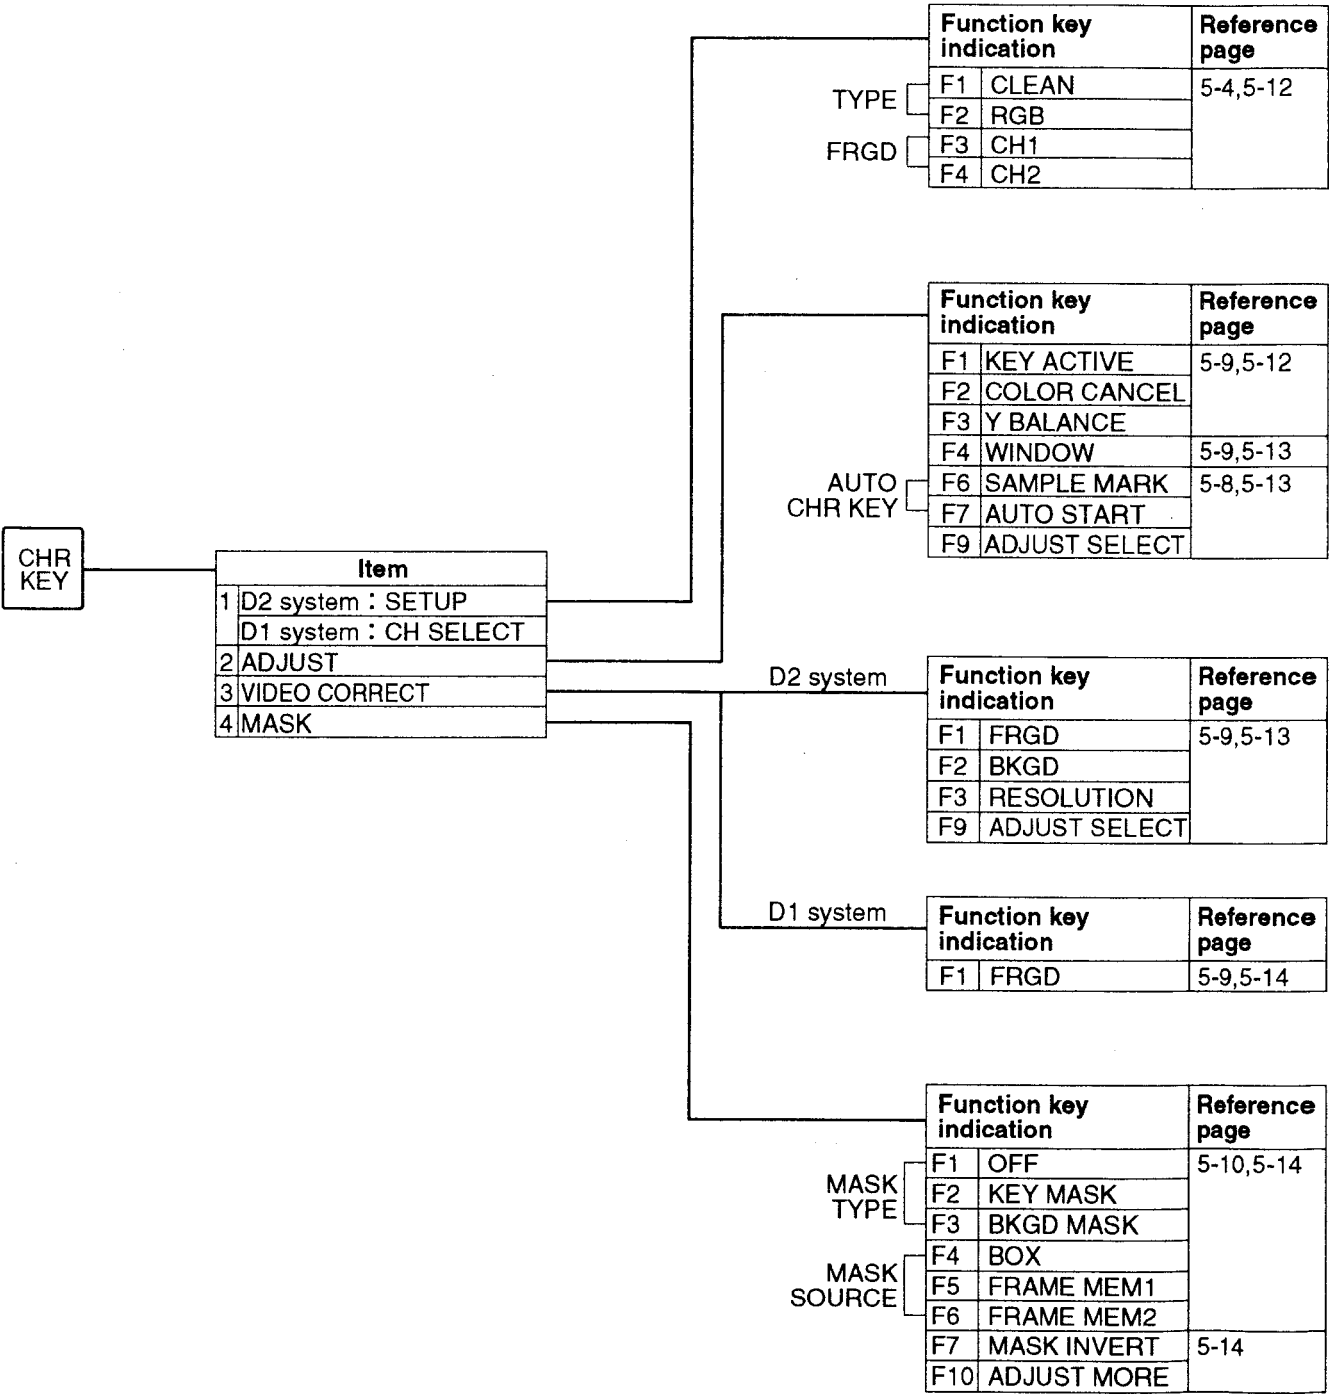 CHR
KEY
Item
1 D2 system : SETUP
D1 system : CH SELECT
2 ADJUST
3 VIDEO CORRECT
4 MASK
Function key indication Reference page
TYPE
F1 CLEAN 5-4,5-12
F2 RGB
FRGD
F3 CH1
F4 CH2
Function key indication Reference page
F1 KEY ACTIVE 5-9,5-12
F2 COLOR CANCEL
F3 Y BALANCE
F4 WINDOW 5-9,5-13
AUTO
CHR KEY
F6 SAMPLE MARK 5-8,5-13
F7 AUTO START
F9 ADJUST SELECT
D2 system
Function key indication Reference page
F1 FRGD 5-9,5-13
F2 BKGD
F3 RESOLUTION
F9 ADJUST SELECT
D1 system
Function key indication Reference page
F1 FRGD 5-9,5-14
Function key indication Reference page
MASK
TYPE
F1 OFF 5-10,5-14
F2 KEY MASK
F3 BKGD MASK
MASK
SOURCE
F4 BOX
F5 FRAME MEM1
F6 FRAME MEM2
F7 MASK INVERT 5-14
F10 ADJUST MORE